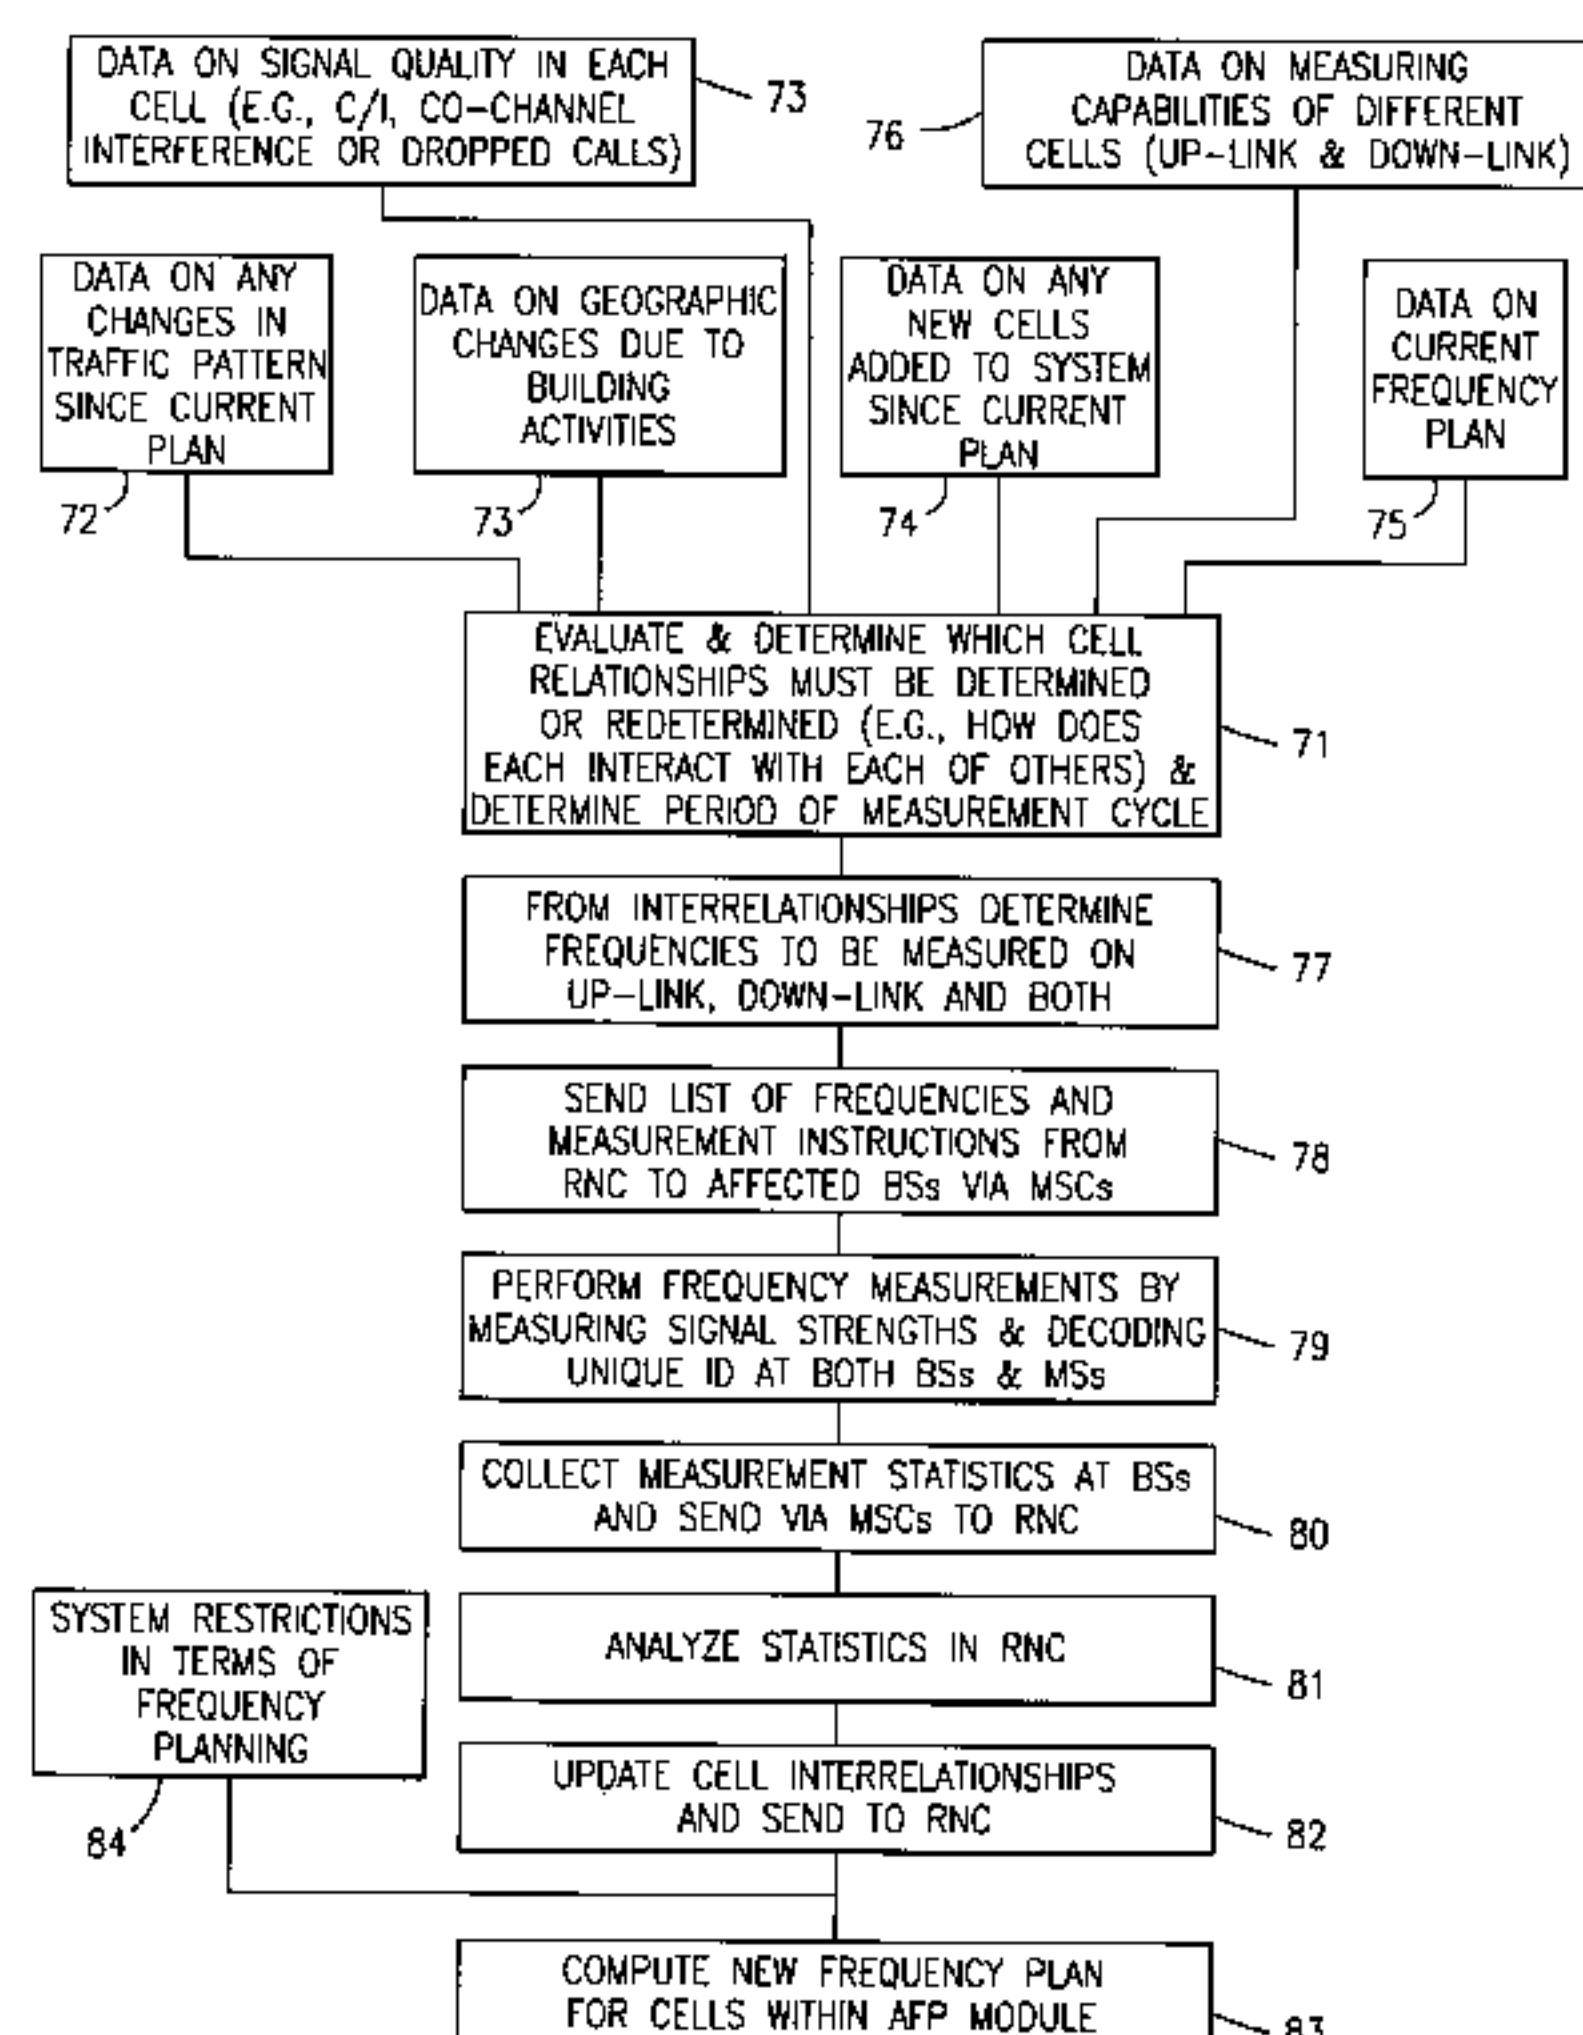 DATA ON SIGNAL QUALITY IN EACH
CELL (E.G., C/I, CO-CHANNEL
INTERFERENCE OR DROPPED CALLS)
73
DATA ON MEASURING
CAPABILITIES OF DIFFERENT
CELLS (UP-LINK & DOWN-LINK)
76
DATA ON ANY
CHANGES IN
TRAFFIC PATTERN
SINCE CURRENT
PLAN
72
DATA ON GEOGRAPHIC
CHANGES DUE TO
BUILDING
ACTIVITIES
73
DATA ON ANY
NEW CELLS
ADDED TO SYSTEM
SINCE CURRENT
PLAN
74
DATA ON
CURRENT
FREQUENCY
PLAN
75
EVALUATE & DETERMINE WHICH CELL
RELATIONSHIPS MUST BE DETERMINED
OR REDETERMINED (E.G., HOW DOES
EACH INTERACT WITH EACH OF OTHERS) &
DETERMINE PERIOD OF MEASUREMENT CYCLE
71
FROM INTERRELATIONSHIPS DETERMINE
FREQUENCIES TO BE MEASURED ON
UP-LINK, DOWN-LINK AND BOTH
77
SEND LIST OF FREQUENCIES AND
MEASUREMENT INSTRUCTIONS FROM
RNC TO AFFECTED BSs VIA MSCs
78
PERFORM FREQUENCY MEASUREMENTS BY
MEASURING SIGNAL STRENGTHS & DECODING
UNIQUE ID AT BOTH BSs & MSs
79
COLLECT MEASUREMENT STATISTICS AT BSs
AND SEND VIA MSCs TO RNC
80
SYSTEM RESTRICTIONS
IN TERMS OF
FREQUENCY
PLANNING
84
ANALYZE STATISTICS IN RNC
81
UPDATE CELL INTERRELATIONSHIPS
AND SEND TO RNC
82
COMPUTE NEW FREQUENCY PLAN
FOR CELLS WITHIN AFP MODULE
83